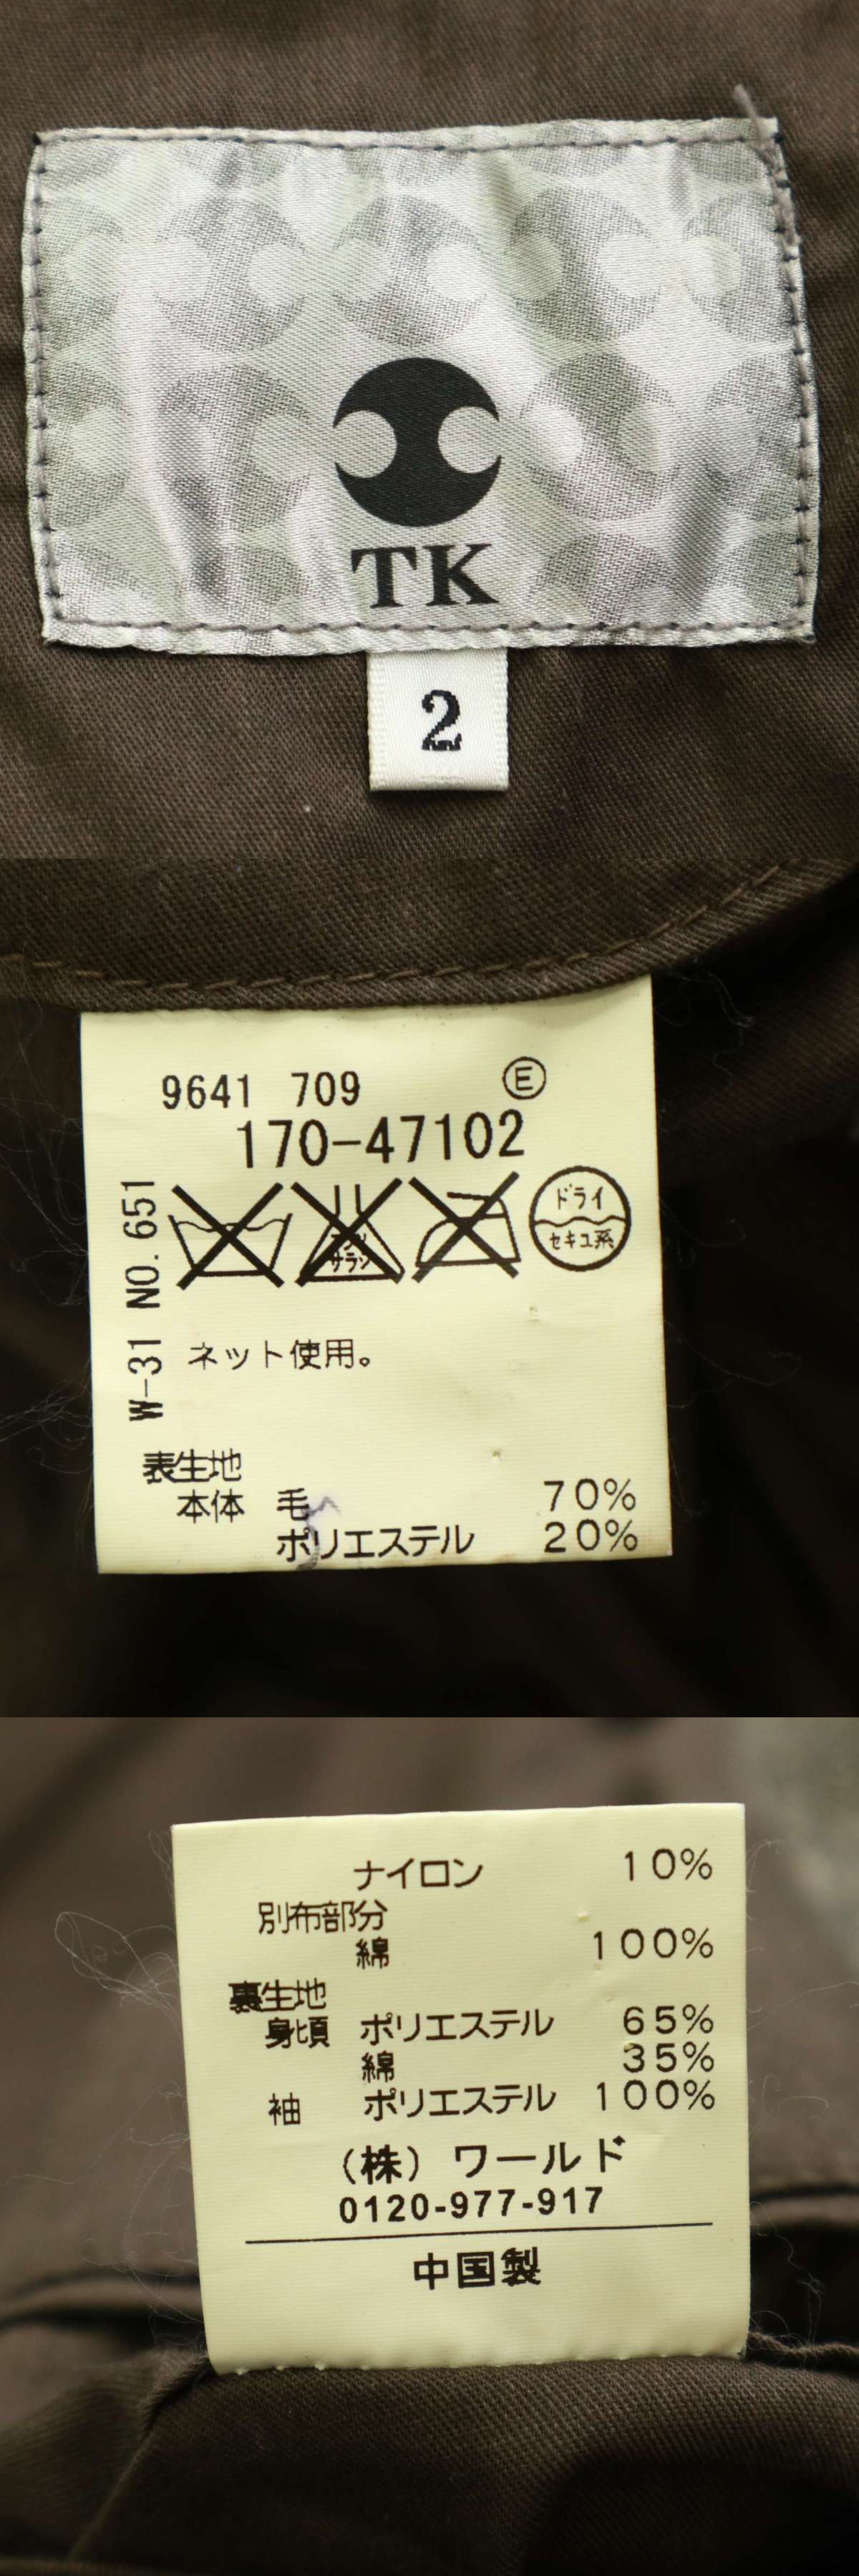 TK
2
9641 709 Ⓔ
170-47102
W-31 NO.651
サラシ
ドライ
セキユ系
ネット使用。
表生地
本体 毛 70%
ポリエステル 20%
ナイロン 10%
別布部分
綿 100%
裏生地
身頃 ポリエステル 65%
綿 35%
袖 ポリエステル 100%
(株) ワールド
0120-977-917
中国製